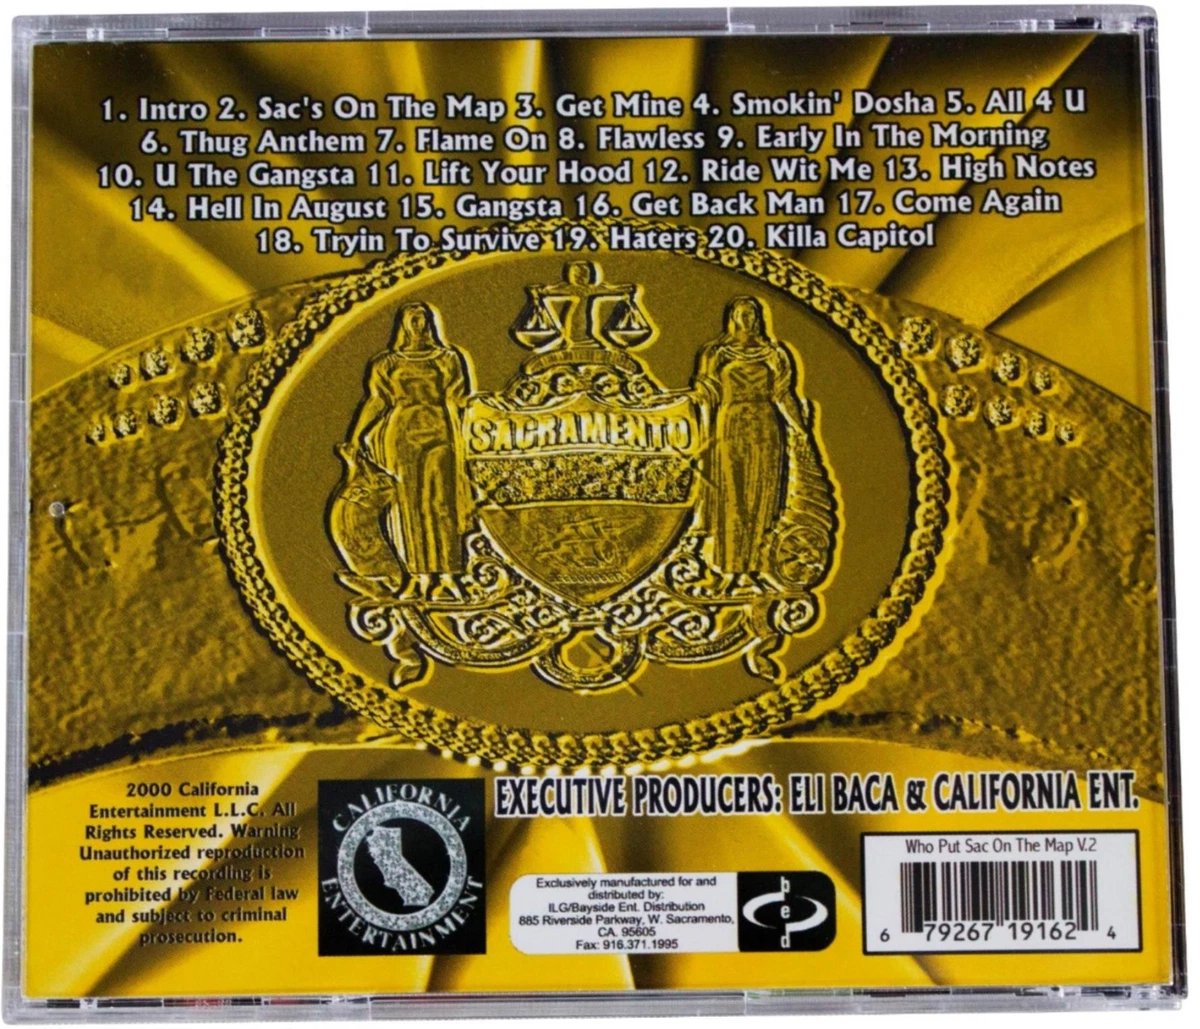 1. Intro 2. Sac's On The Map 3. Get Mine 4. Smokin' Dosha 5. All 4 U
6. Thug Anthem 7. Flame On 8. Flawless 9. Early In The Morning
10. U The Gangsta 11. Lift Your Hood 12. Ride Wit Me 13. High Notes
14. Hell In August 15. Gangsta 16. Get Back Man 17. Come Again
18. Tryin To Survive 19. Haters 20. Killa Capitol
SACRAMENTO
2000 California
Entertainment L.L.C. All
Rights Reserved. Warning
Unauthorized reproduction
of this recording is
prohibited by Federal law
and subject to criminal
prosecution.
CALIFORNIA
ENTERTAINMENT
EXECUTIVE PRODUCERS: ELI BACA & CALIFORNIA ENT.
Exclusively manufactured for and
distributed by:
ILG/Bayside Ent. Distribution
885 Riverside Parkway, W. Sacramento,
CA. 95605
Fax: 916.371.1995
bed
Who Put Sac On The Map V.2
6 79267 19162 4